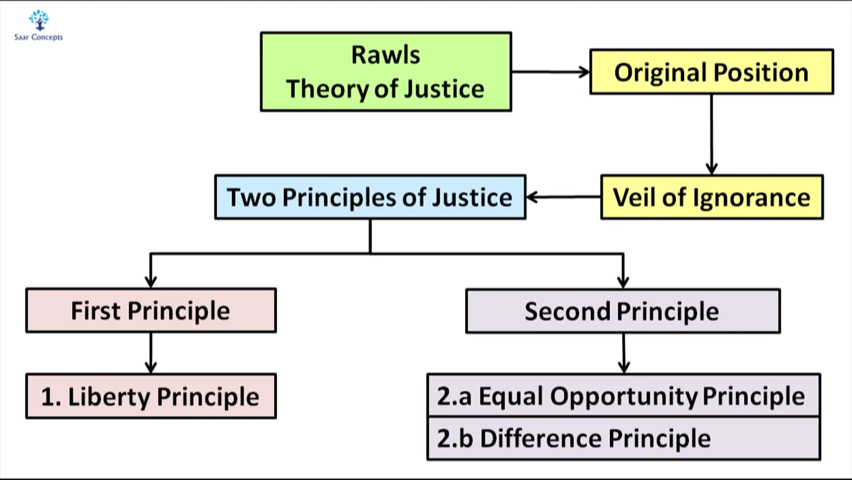 Saar Concepts
Rawls
Theory of Justice
Original Position
Two Principles of Justice
Veil of Ignorance
First Principle
Second Principle
1. Liberty Principle
2.a Equal Opportunity Principle
2.b Difference Principle